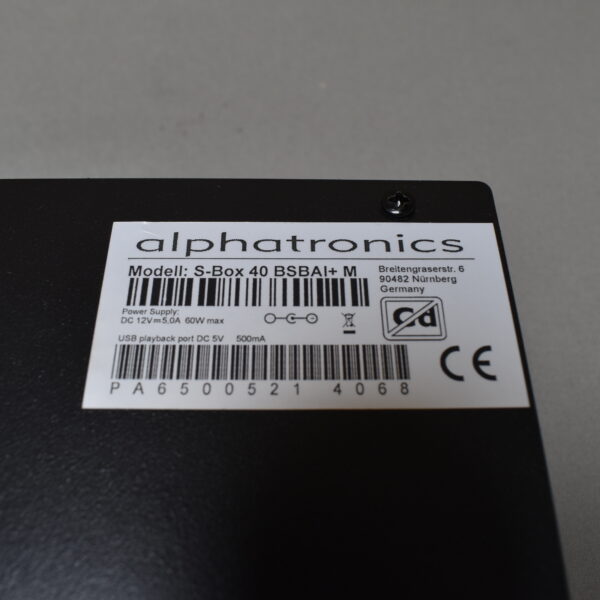 alphatronics
Modell: S-Box 40 BSBAI+ M
Breitengraserstr. 6
90482 Nürnberg
Germany
Power Supply:
DC 12V⎓5,0A 60W max
Cd
USB playback port DC 5V 500mA
CE
PA6500521 4068